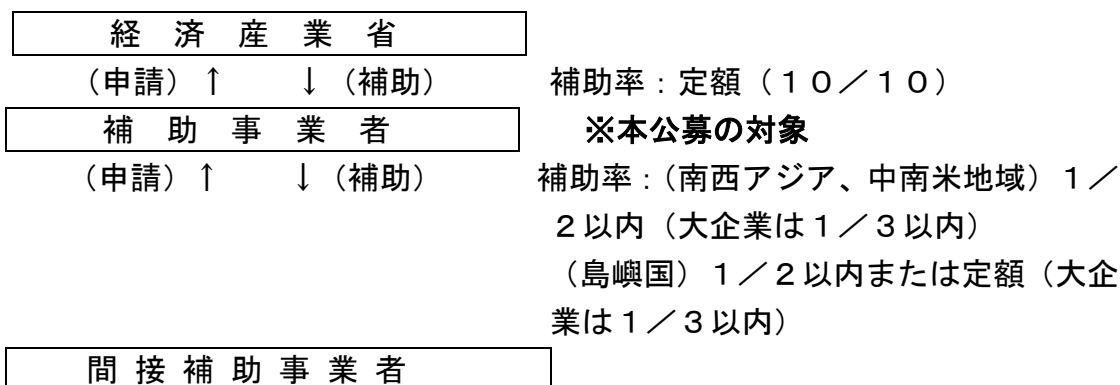 経 済 産 業 省
（申請）↑ ↓（補助） 補助率：定額（１０／１０）
補 助 事 業 者 ※本公募の対象
（申請）↑ ↓（補助） 補助率：（南西アジア、中南米地域）１／
２以内（大企業は１／３以内）
（島嶼国）１／２以内または定額（大企
業は１／３以内）
間 接 補 助 事 業 者